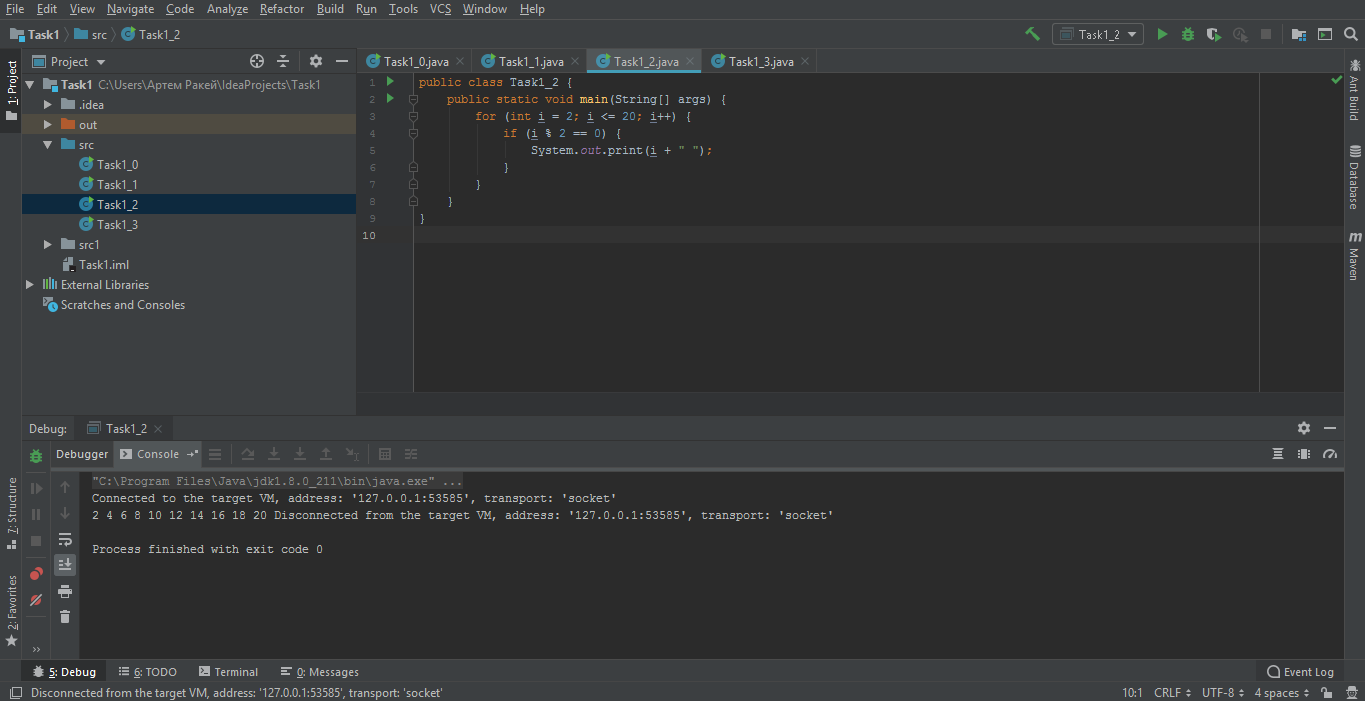 File Edit View Navigate Code Analyze Refactor Build Run Tools VCS Window Help
Task1 src Task1_2 Task1_2
1: Project
Project
Task1 C:\Users\Артем Ракей\IdeaProjects\Task1
.idea
out
src
Task1_0
Task1_1
Task1_2
Task1_3
src1
Task1.iml
External Libraries
Scratches and Consoles
Task1_0.java Task1_1.java Task1_2.java Task1_3.java
1 public class Task1_2 {
2 public static void main(String[] args) {
3 for (int i = 2; i <= 20; i++) {
4 if (i % 2 == 0) {
5 System.out.print(i + " ");
6 }
7 }
8 }
9 }
10
Ant Build
Database
m Maven
Debug: Task1_2
Debugger Console
"C:\Program Files\Java\jdk1.8.0_211\bin\java.exe" ...
Connected to the target VM, address: '127.0.0.1:53585', transport: 'socket'
2 4 6 8 10 12 14 16 18 20 Disconnected from the target VM, address: '127.0.0.1:53585', transport: 'socket'
Process finished with exit code 0
7: Structure
2: Favorites
5: Debug 6: TODO Terminal 0: Messages Event Log
Disconnected from the target VM, address: '127.0.0.1:53585', transport: 'socket' 10:1 CRLF UTF-8 4 spaces